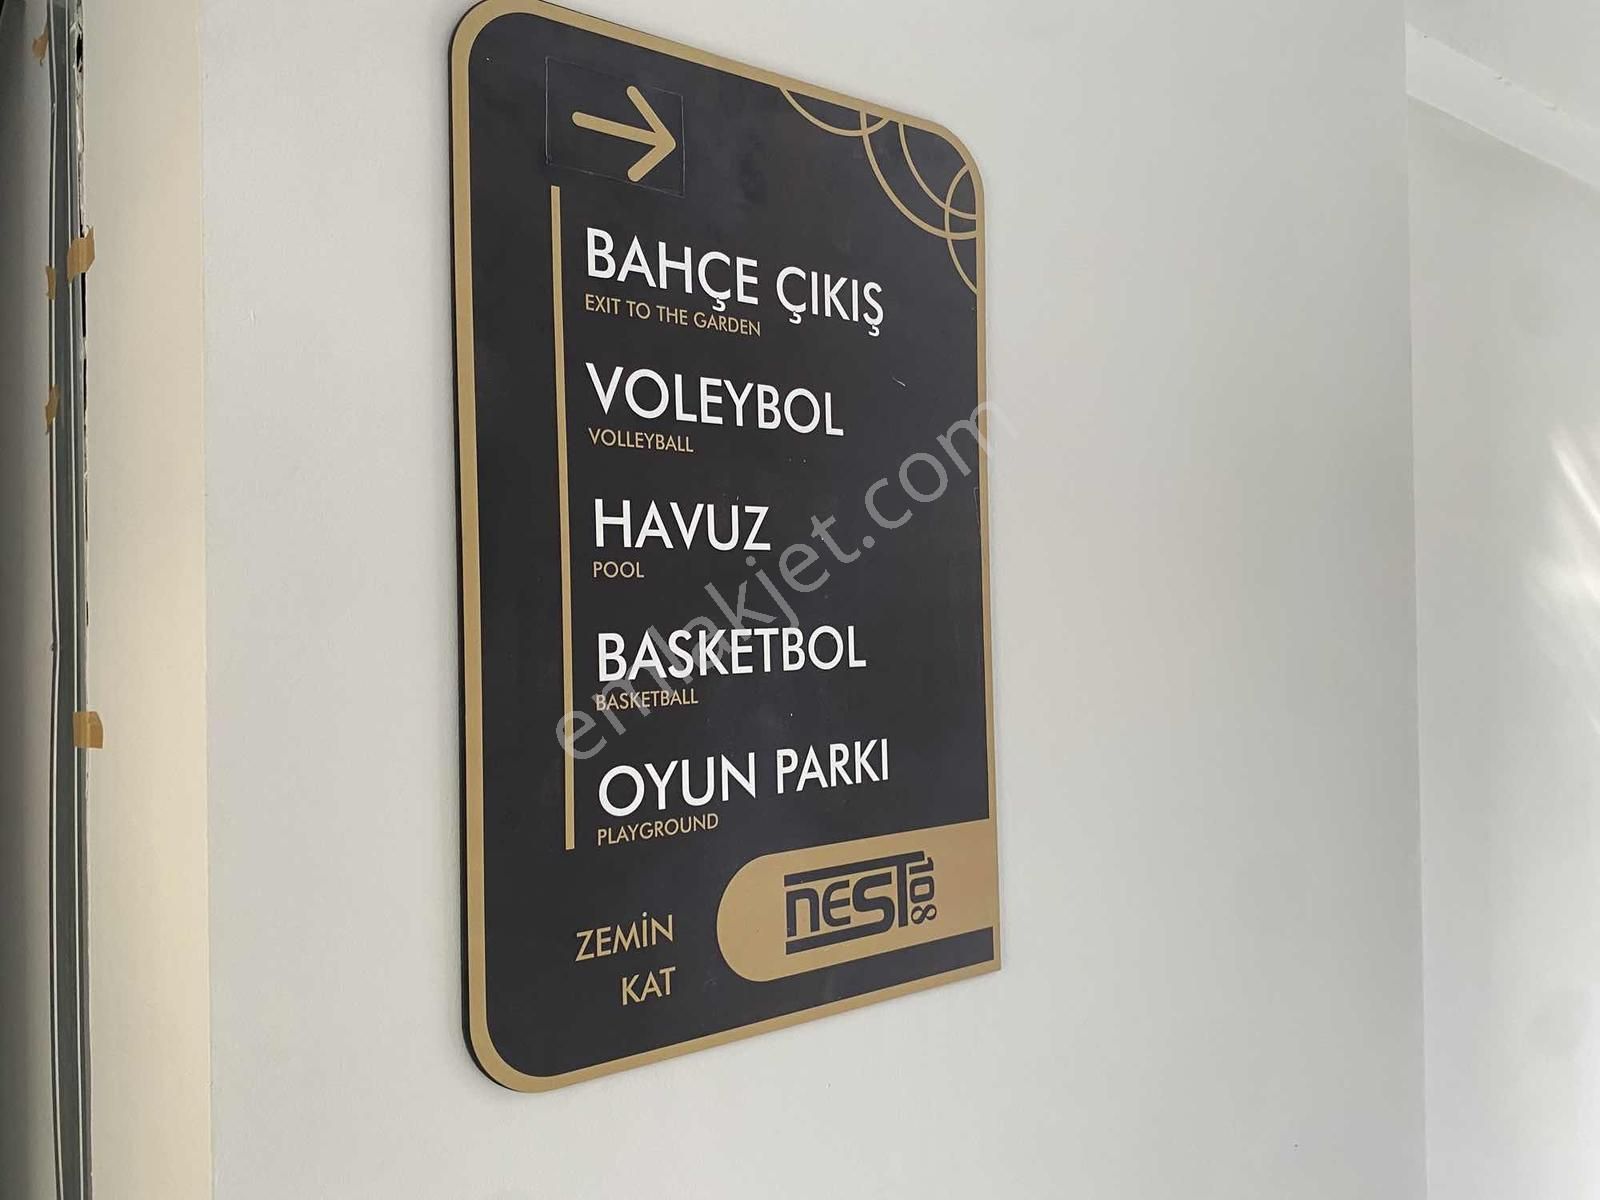 BAHÇE ÇIKIŞ
EXIT TO THE GARDEN
VOLEYBOL
VOLLEYBALL
HAVUZ
POOL
BASKETBOL
BASKETBALL
OYUN PARKI
PLAYGROUND
ZEMİN
KAT
nEST 108
emlakjet.com